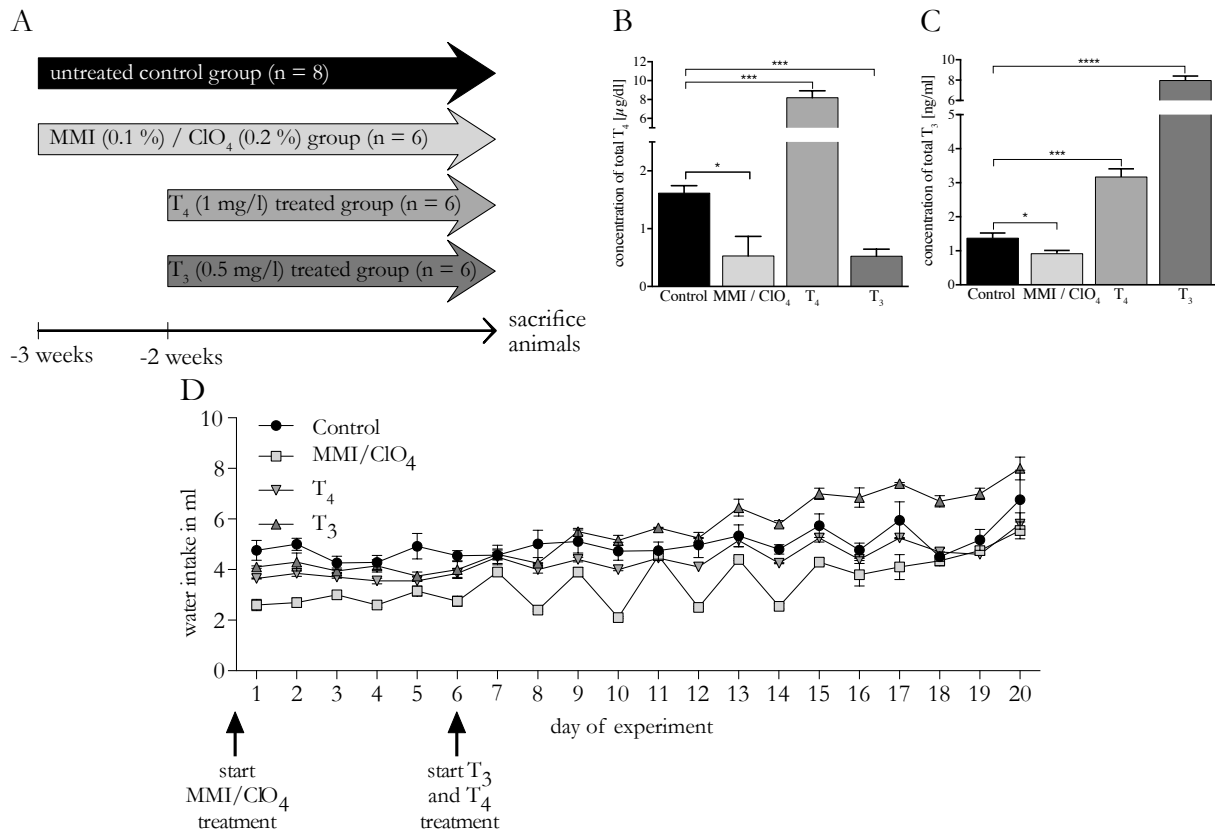 A
untreated control group (n = 8)
MMI (0.1 %) / ClO4 (0.2 %) group (n = 6)
T4 (1 mg/l) treated group (n = 6)
T3 (0.5 mg/l) treated group (n = 6)
-3 weeks
-2 weeks
sacrifice
animals
B
concentration of total T4 [µg/dl]
12
10
8
6
4
2
1
0
***
***
*
Control
MMI / ClO4
T4
T3
C
concentration of total T3 [ng/ml]
10
8
6
5
4
3
2
1
0
****
***
*
Control
MMI / ClO4
T4
T3
D
water intake in ml
10
8
6
4
2
0
Control
MMI/ClO4
T4
T3
1 2 3 4 5 6 7 8 9 10 11 12 13 14 15 16 17 18 19 20
day of experiment
start
MMI/ClO4
treatment
start T3
and T4
treatment